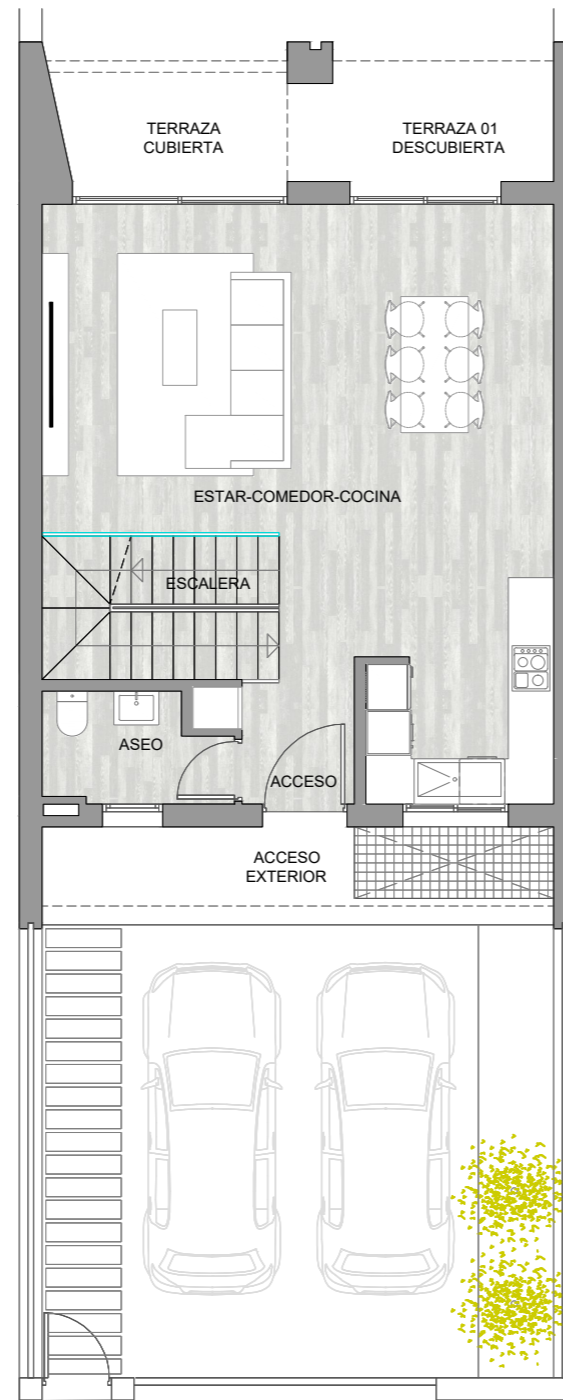 TERRAZA
CUBIERTA
TERRAZA 01
DESCUBIERTA
ESTAR-COMEDOR-COCINA
ESCALERA
ASEO
ACCESO
ACCESO
EXTERIOR